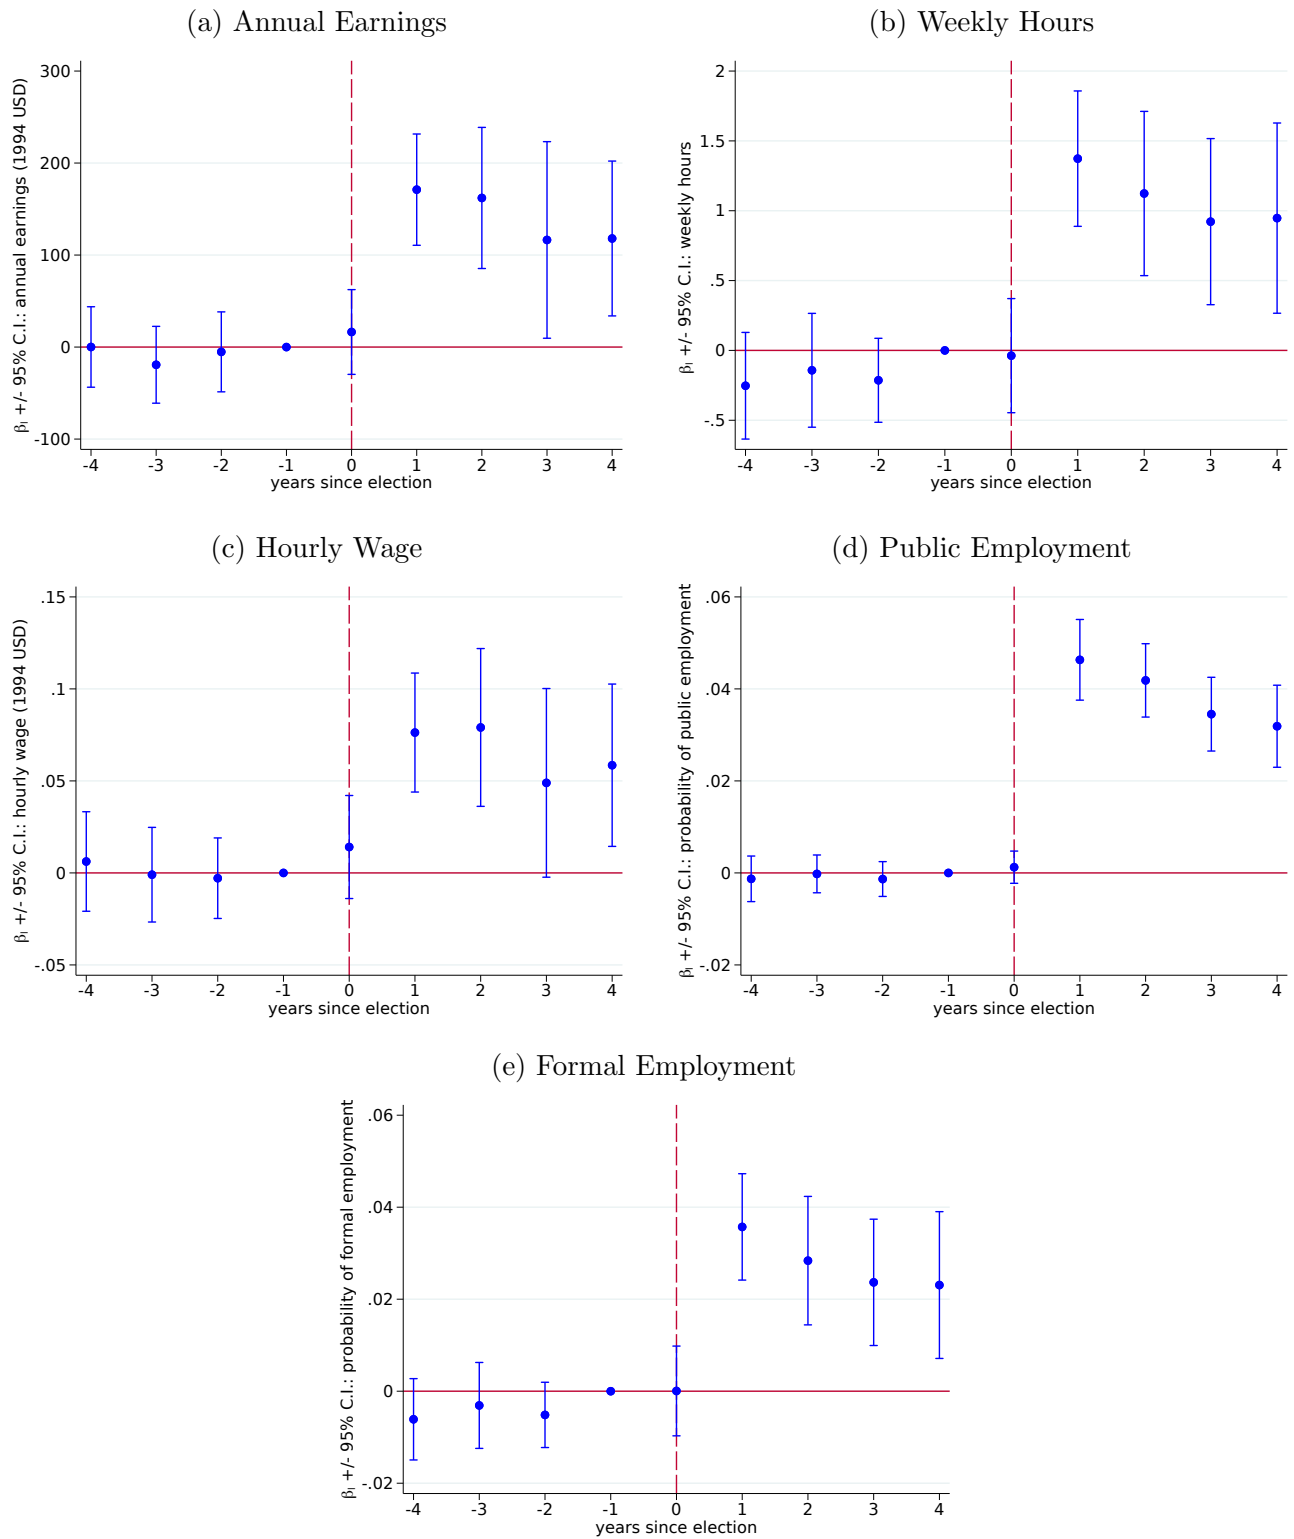 (a) Annual Earnings
β_l +/- 95% C.I.: annual earnings (1994 USD)
300
200
100
0
-100
-4 -3 -2 -1 0 1 2 3 4
years since election
(b) Weekly Hours
β_l +/- 95% C.I.: weekly hours
2
1.5
1
.5
0
-.5
-4 -3 -2 -1 0 1 2 3 4
years since election
(c) Hourly Wage
β_l +/- 95% C.I.: hourly wage (1994 USD)
.15
.1
.05
0
-.05
-4 -3 -2 -1 0 1 2 3 4
years since election
(d) Public Employment
β_l +/- 95% C.I.: probability of public employment
.06
.04
.02
0
-.02
-4 -3 -2 -1 0 1 2 3 4
years since election
(e) Formal Employment
β_l +/- 95% C.I.: probability of formal employment
.06
.04
.02
0
-.02
-4 -3 -2 -1 0 1 2 3 4
years since election